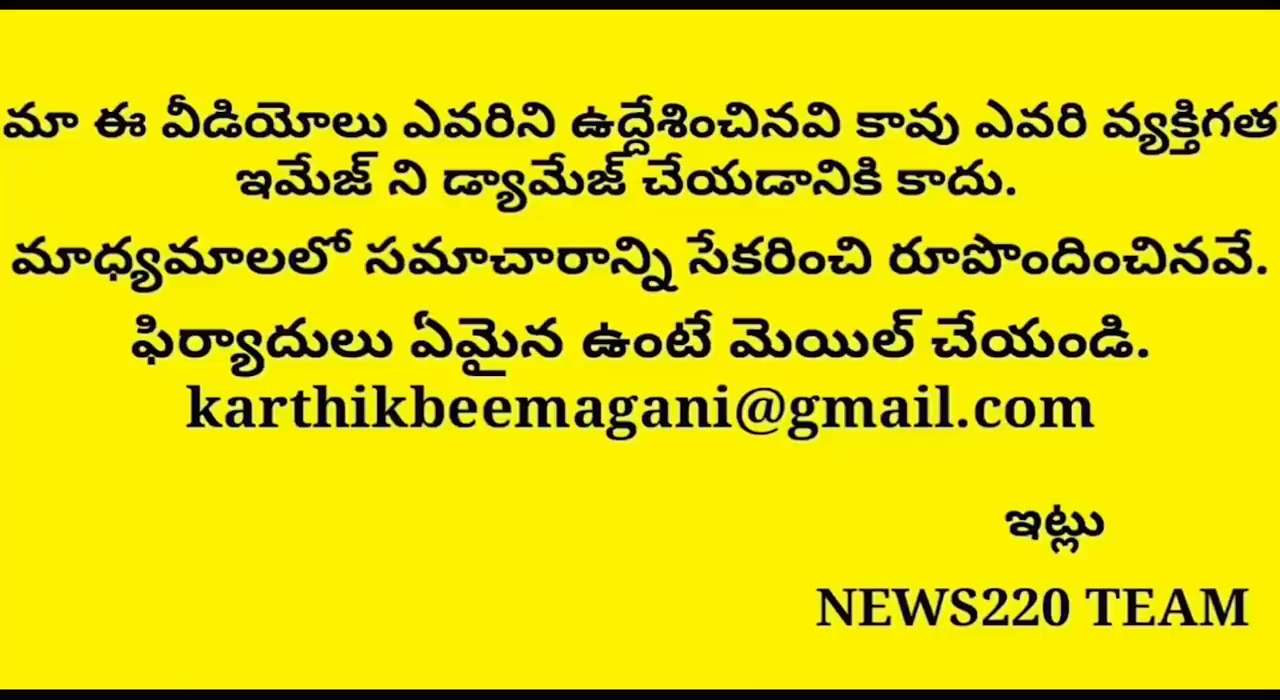 మా ఈ వీడియోలు ఎవరిని ఉద్దేశించినవి కావు ఎవరి వ్యక్తిగత
ఇమేజ్ ని డ్యామేజ్ చేయడానికి కాదు.
మాధ్యమాలలో సమాచారాన్ని సేకరించి రూపొందించినవే.
ఫిర్యాదులు ఏమైన ఉంటే మెయిల్ చేయండి.
karthikbeemagani@gmail.com
ఇట్లు
NEWS220 TEAM